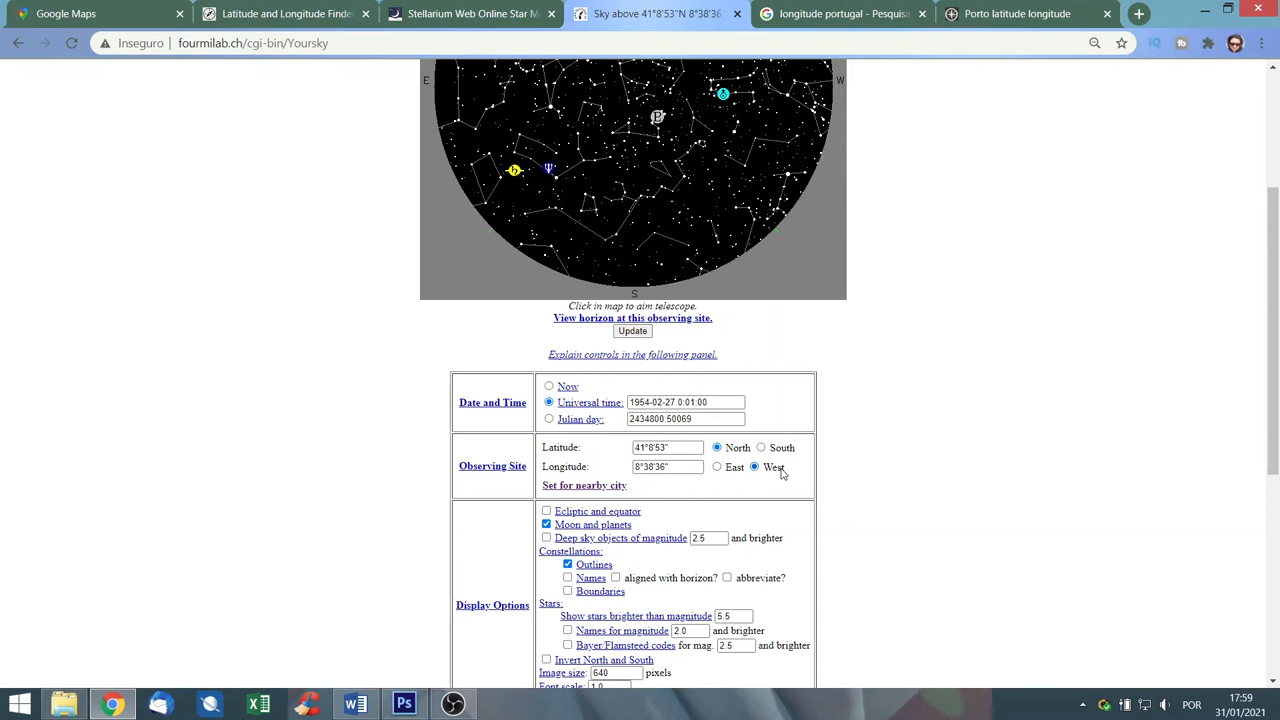 Google Maps
Latitude and Longitude Finder
Stellarium Web Online Star M
Sky above 41°8'53"N 8°38'36"
longitude portugal - Pesquisa
Porto latitude longitude
Inseguro
fourmilab.ch/cgi-bin/Yoursky
E
W
S
Click in map to aim telescope.
View horizon at this observing site.
Update
Explain controls in the following panel.
Date and Time
Now
Universal time: 1954-02-27 0:01:00
Julian day: 2434800.50069
Observing Site
Latitude: 41°8'53" North South
Longitude: 8°38'36" East West
Set for nearby city
Display Options
Ecliptic and equator
Moon and planets
Deep sky objects of magnitude 2.5 and brighter
Constellations:
Outlines
Names aligned with horizon? abbreviate?
Boundaries
Stars:
Show stars brighter than magnitude 5.5
Names for magnitude 2.0 and brighter
Bayer/Flamsteed codes for mag. 2.5 and brighter
Invert North and South
Image size: 640 pixels
Font scale: 1.0
POR
17:59
31/01/2021